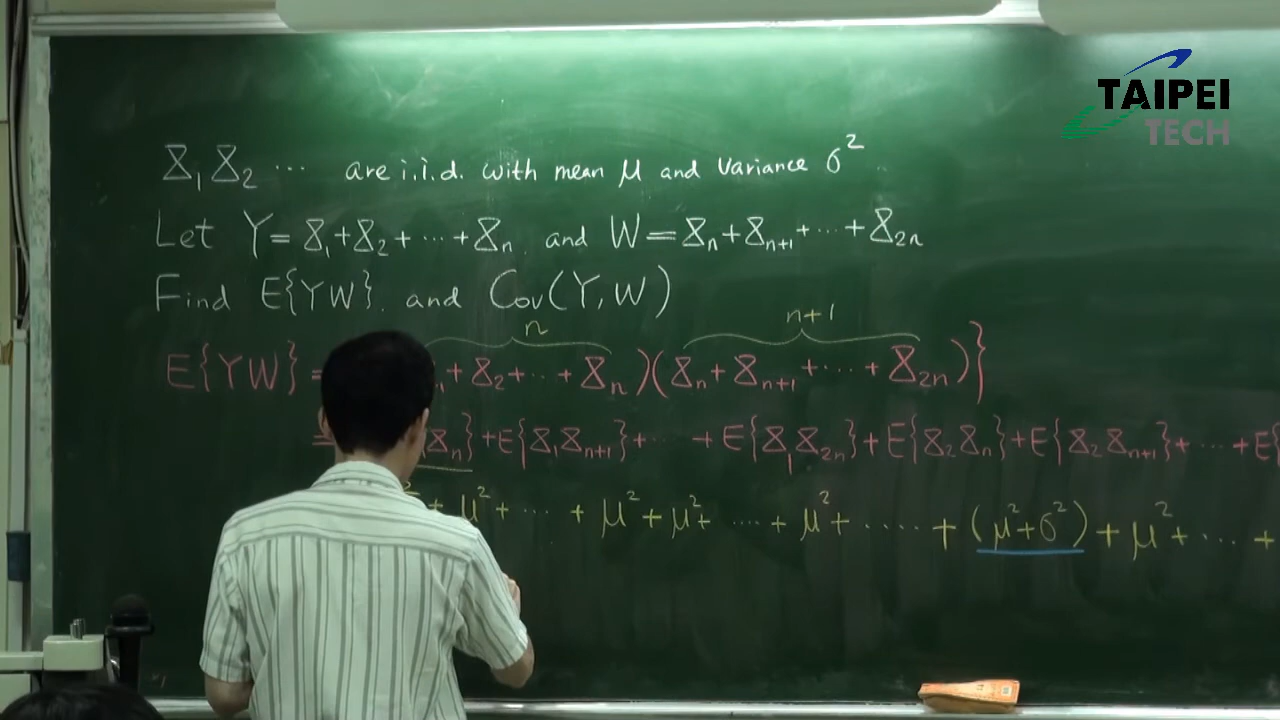 TAIPEI
TECH
X₁ X₂ ⋯ are i.i.d. with mean μ and variance σ²
Let Y = X₁ + X₂ + ⋯ + Xₙ and W = Xₙ + Xₙ₊₁ + ⋯ + X₂ₙ
Find E{YW} and Cov(Y, W)
n n+1
E{YW} = ₁ + X₂ + ⋯ + Xₙ)(Xₙ + Xₙ₊₁ + ⋯ + X₂ₙ)}
= Xₙ} + E{X₁Xₙ₊₁} + ⋯ + E{X₁X₂ₙ} + E{X₂Xₙ} + E{X₂Xₙ₊₁} + ⋯ + E{
² + μ² + ⋯ + μ² + μ² + ⋯ + μ² + ⋯ + (μ² + σ²) + μ² + ⋯ +